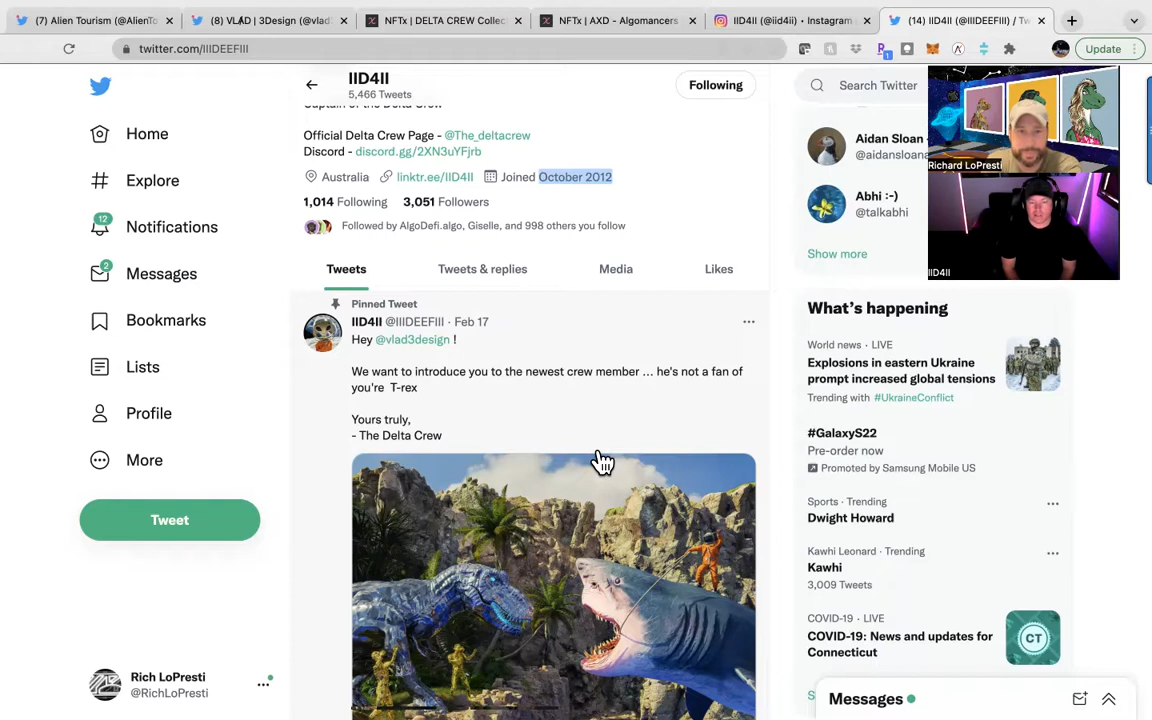 (7) Alien Tourism (@AlienTo
(8) VLAD | 3Design (@vlad
NFTx | DELTA CREW Collec
NFTx | AXD - Algomancers
IID4II (@iid4ii) • Instagram
(14) IID4II (@IIIDEEFIII) / Tw
twitter.com/IIIDEEFIII
Update
IID4II
5,466 Tweets
Following
Search Twitter
Official Delta Crew Page - @The_deltacrew
Discord - discord.gg/2XN3uYFjrb
Australia linktr.ee/IID4II Joined October 2012
1,014 Following 3,051 Followers
Followed by AlgoDefi.algo, Giselle, and 998 others you follow
Tweets
Tweets & replies
Media
Likes
Pinned Tweet
IID4II @IIIDEEFIII · Feb 17
Hey @vlad3design !
We want to introduce you to the newest crew member ... he's not a fan of
you're T-rex
Yours truly,
- The Delta Crew
Home
Explore
12
Notifications
2
Messages
Bookmarks
Lists
Profile
More
Tweet
Rich LoPresti
@RichLoPresti
Aidan Sloan
@aidansloana
Abhi :-)
@talkabhi
Show more
Richard LoPresti
IID4II
What's happening
World news · LIVE
Explosions in eastern Ukraine
prompt increased global tensions
Trending with #UkraineConflict
#GalaxyS22
Pre-order now
Promoted by Samsung Mobile US
Sports · Trending
Dwight Howard
Kawhi Leonard · Trending
Kawhi
3,009 Tweets
COVID-19 · LIVE
COVID-19: News and updates for
Connecticut
CT
Messages